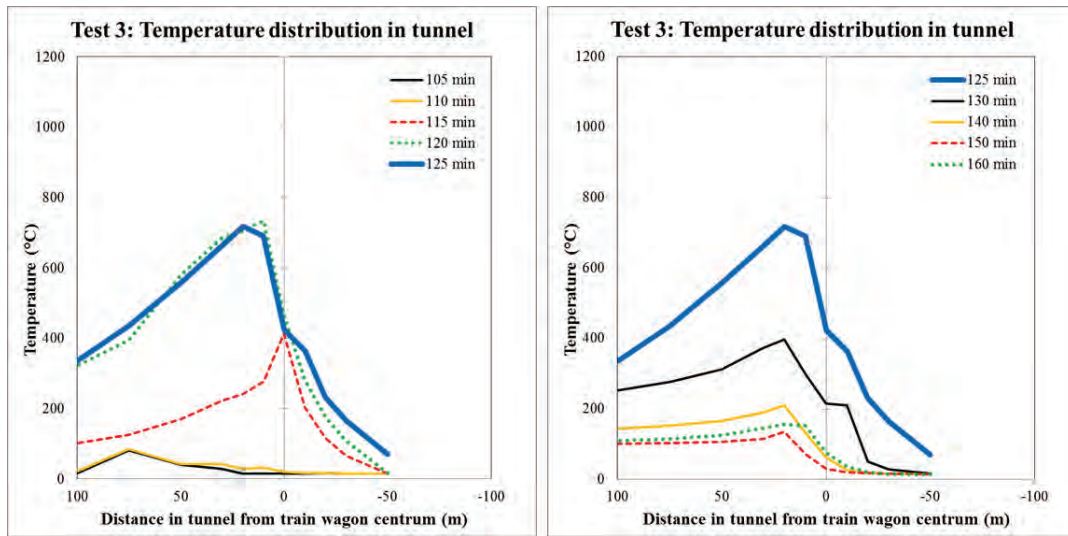 Test 3: Temperature distribution in tunnel
1200
1000
800
600
400
200
0
Temperature (°C)
105 min
110 min
115 min
120 min
125 min
100
50
0
-50
-100
Distance in tunnel from train wagon centrum (m)
Test 3: Temperature distribution in tunnel
1200
1000
800
600
400
200
0
Temperature (°C)
125 min
130 min
140 min
150 min
160 min
100
50
0
-50
-100
Distance in tunnel from train wagon centrum (m)